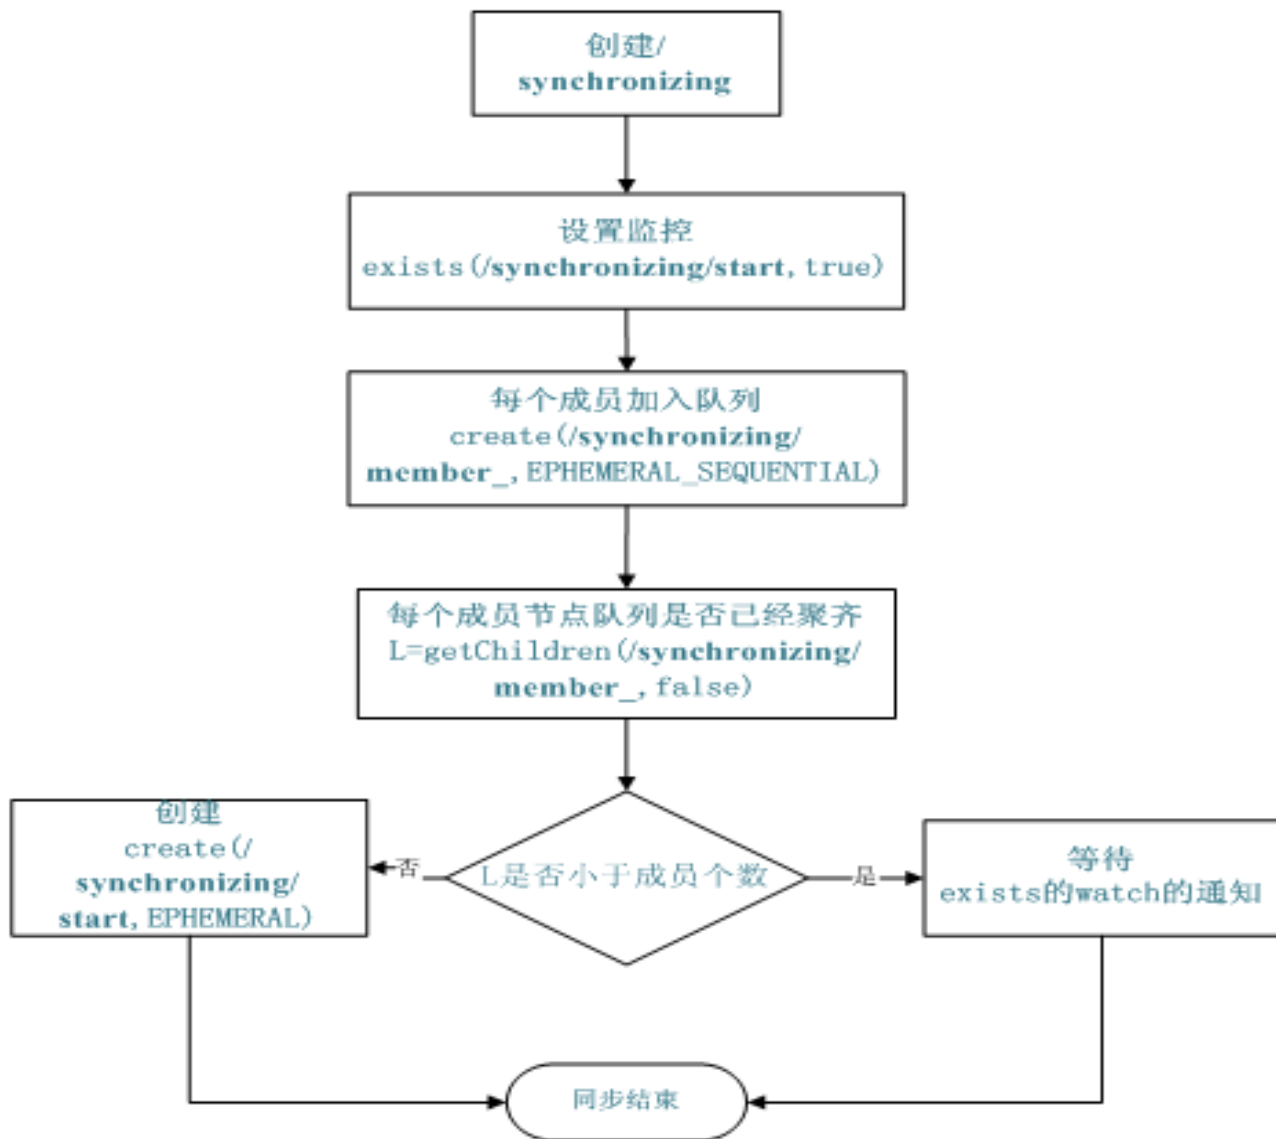 创建/
synchronizing
设置监控
exists(/synchronizing/start,true)
每个成员加入队列
create(/synchronizing/
member_,EPHEMERAL_SEQUENTIAL)
每个成员节点队列是否已经聚齐
L=getChildren(/synchronizing/
member_,false)
L是否小于成员个数
否
是
创建
create(/
synchronizing/
start,EPHEMERAL)
等待
exists的watch的通知
同步结束